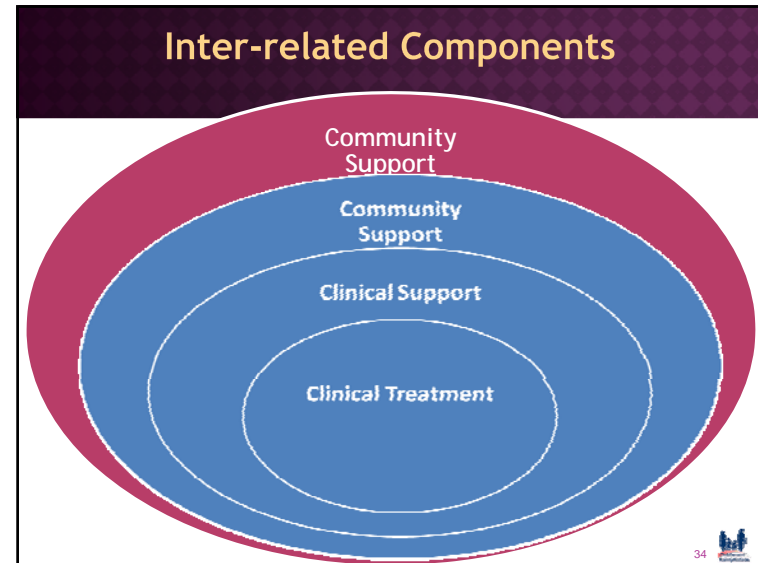 Inter-related Components
Community
Support
Community
Support
Clinical Support
Clinical Treatment
34